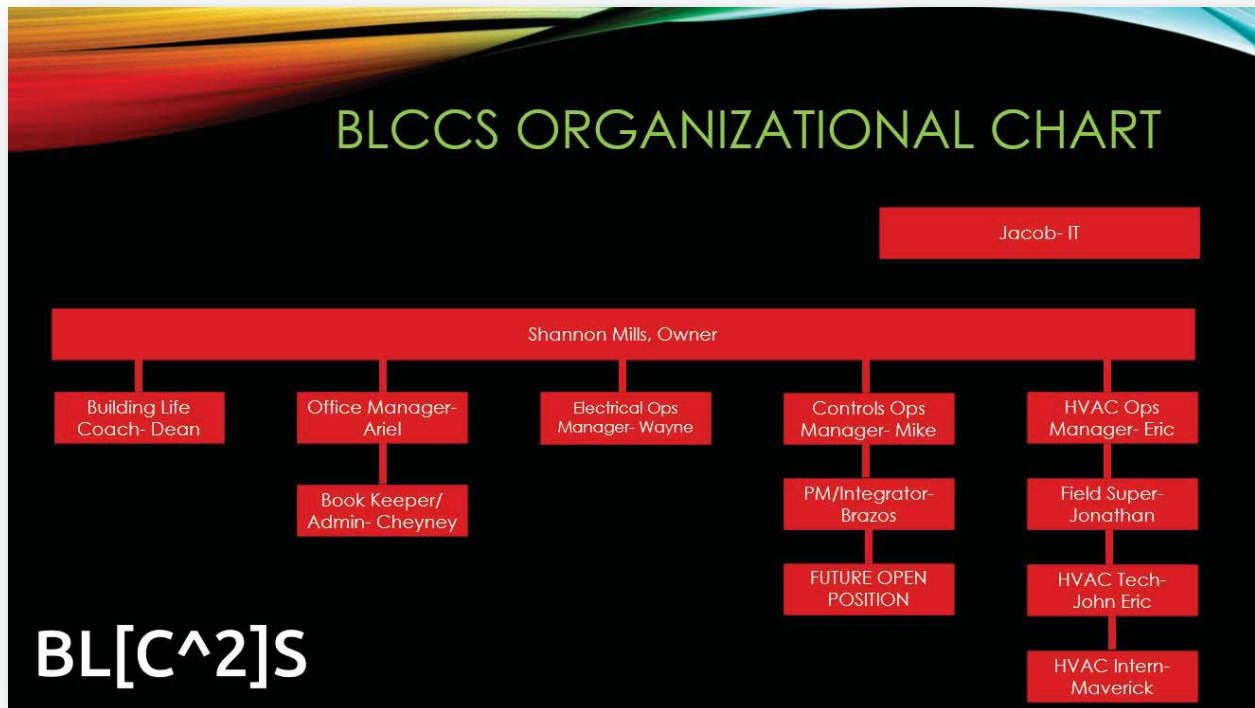 BLCCS ORGANIZATIONAL CHART
Jacob- IT
Shannon Mills, Owner
Building Life
Coach- Dean
Office Manager-
Ariel
Electrical Ops
Manager- Wayne
Controls Ops
Manager- Mike
HVAC Ops
Manager- Eric
Book Keeper/
Admin- Cheyney
PM/Integrator-
Brazos
Field Super-
Jonathan
FUTURE OPEN
POSITION
HVAC Tech-
John Eric
HVAC Intern-
Maverick
BL[C^2]S